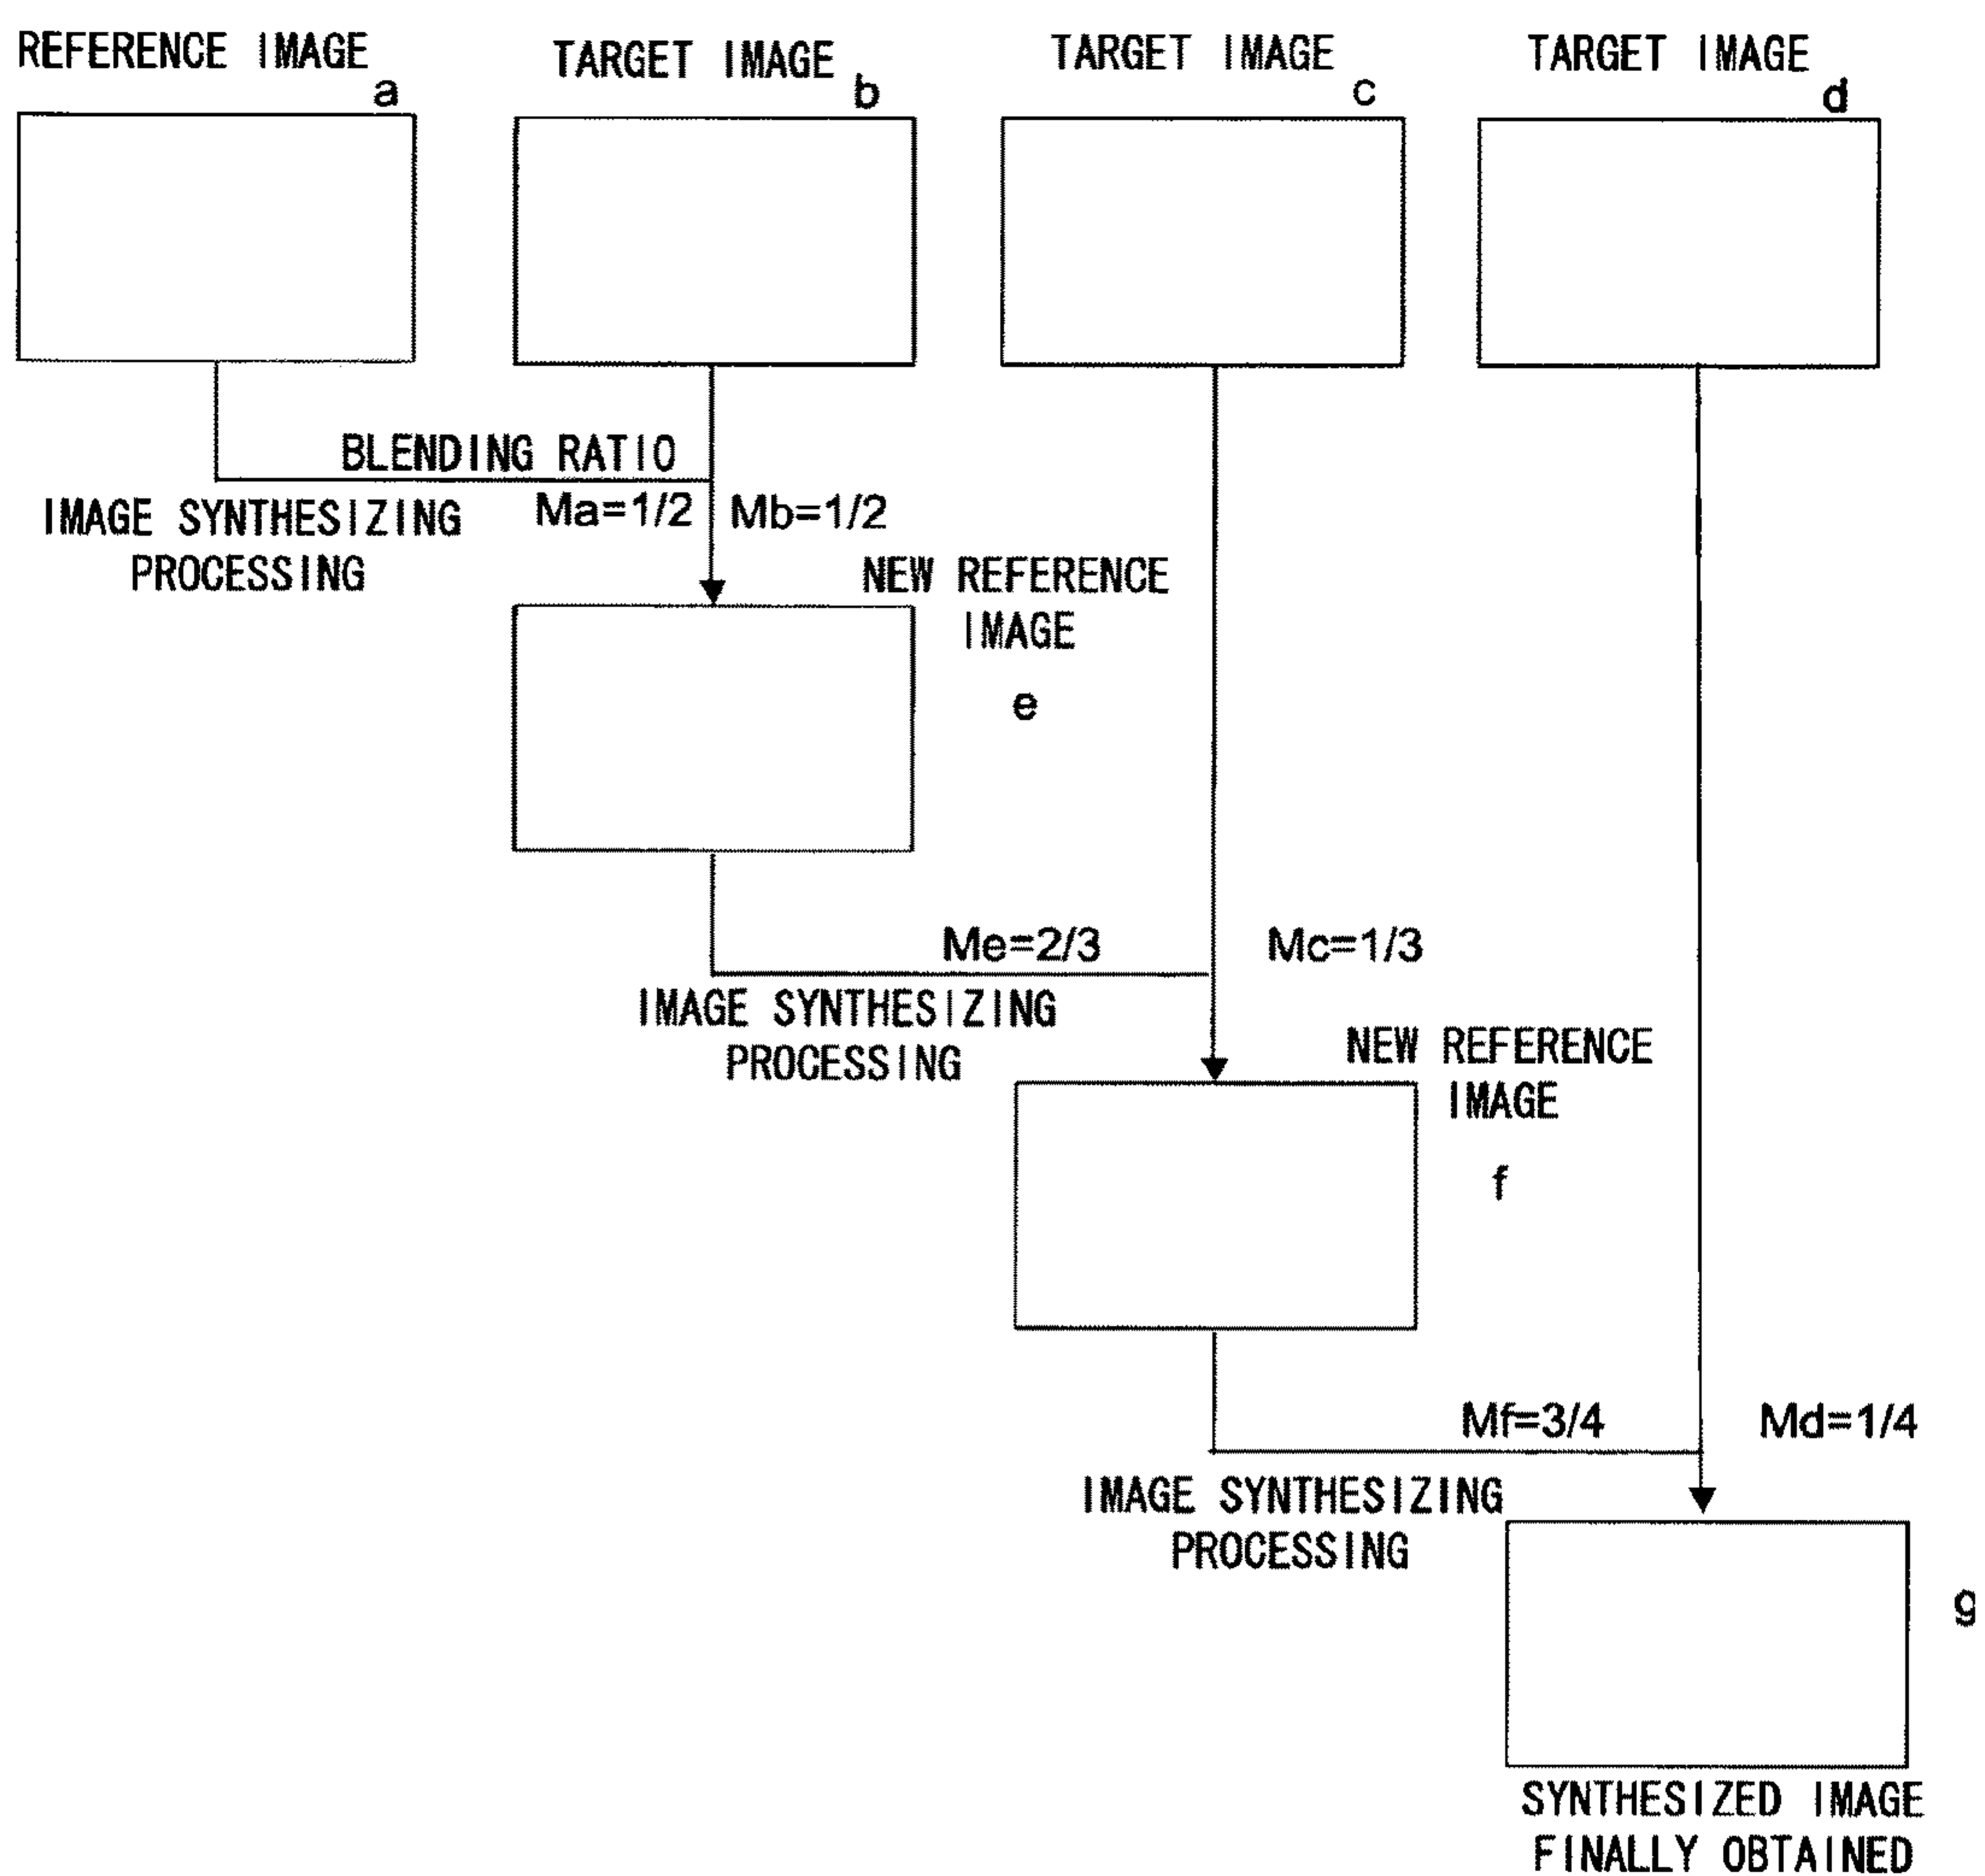 REFERENCE IMAGE
a
TARGET IMAGE
b
TARGET IMAGE
c
TARGET IMAGE
d
BLENDING RATIO
Ma=1/2
Mb=1/2
IMAGE SYNTHESIZING
PROCESSING
NEW REFERENCE
IMAGE
e
Me=2/3
Mc=1/3
IMAGE SYNTHESIZING
PROCESSING
NEW REFERENCE
IMAGE
f
Mf=3/4
Md=1/4
IMAGE SYNTHESIZING
PROCESSING
g
SYNTHESIZED IMAGE
FINALLY OBTAINED